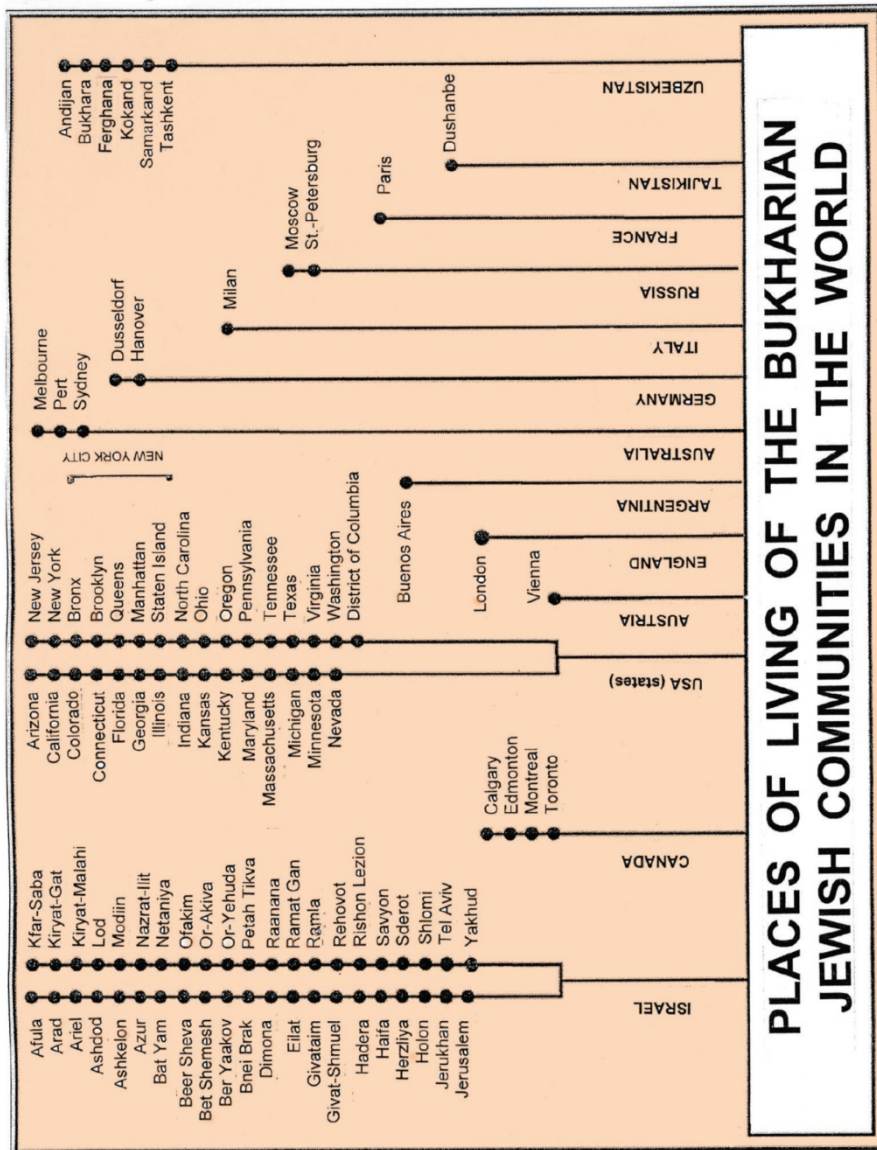 Afula
Arad
Ariel
Ashdod
Ashkelon
Azur
Bat Yam
Beer Sheva
Bet Shemesh
Ber Yaakov
Bnei Brak
Dimona
Eilat
Givataim
Givat-Shmuel
Hadera
Haifa
Herzliya
Holon
Jerukhan
Jerusalem
Kfar-Saba
Kiryat-Gat
Kiryat-Malahi
Lod
Modiin
Nazrat-Ilit
Netaniya
Ofakim
Or-Akiva
Or-Yehuda
Petah Tikva
Raanana
Ramat Gan
Ramla
Rehovot
Rishon Lezion
Savyon
Sderot
Shlomi
Tel Aviv
Yakhud
ISRAEL
Calgary
Edmonton
Montreal
Toronto
CANADA
Arizona
California
Colorado
Connecticut
Florida
Georgia
Illinois
Indiana
Kansas
Kentucky
Maryland
Massachusetts
Michigan
Minnesota
Nevada
New Jersey
New York
Bronx
Brooklyn
Queens
Manhattan
Staten Island
North Carolina
Ohio
Oregon
Pennsylvania
Tennessee
Texas
Virginia
Washington
District of Columbia
NEW YORK CITY
USA (states)
Vienna
AUSTRIA
London
ENGLAND
Buenos Aires
ARGENTINA
Melbourne
Pert
Sydney
AUSTRALIA
Dusseldorf
Hanover
GERMANY
Milan
ITALY
Moscow
St.-Petersburg
RUSSIA
Paris
FRANCE
Dushanbe
TAJIKISTAN
Andijan
Bukhara
Ferghana
Kokand
Samarkand
Tashkent
UZBEKISTAN
PLACES OF LIVING OF THE BUKHARIAN
JEWISH COMMUNITIES IN THE WORLD